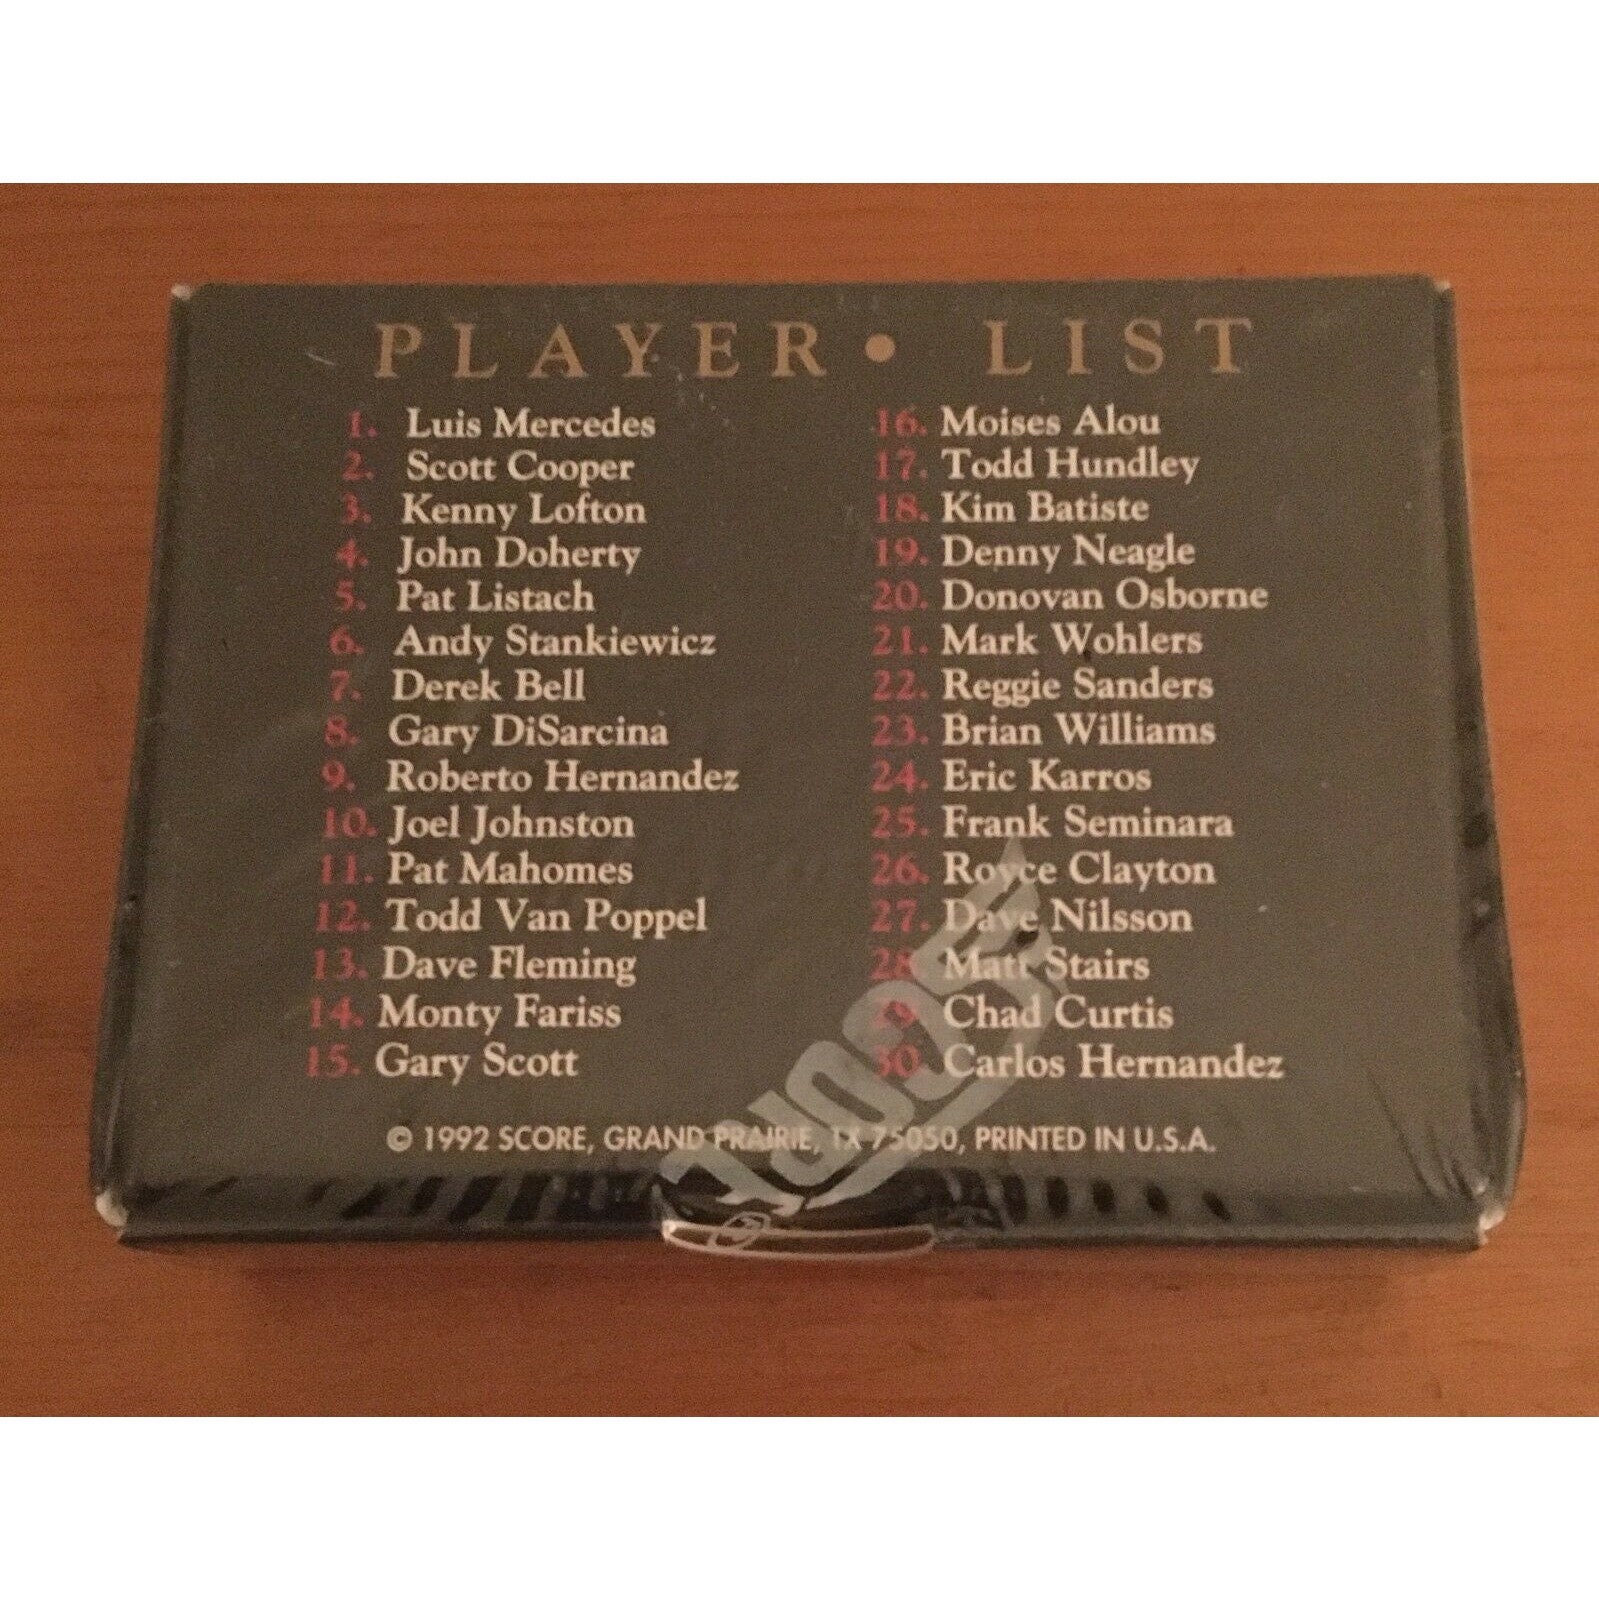 PLAYER • LIST
1. Luis Mercedes
2. Scott Cooper
3. Kenny Lofton
4. John Doherty
5. Pat Listach
6. Andy Stankiewicz
7. Derek Bell
8. Gary DiSarcina
9. Roberto Hernandez
10. Joel Johnston
11. Pat Mahomes
12. Todd Van Poppel
13. Dave Fleming
14. Monty Fariss
15. Gary Scott
16. Moises Alou
17. Todd Hundley
18. Kim Batiste
19. Denny Neagle
20. Donovan Osborne
21. Mark Wohlers
22. Reggie Sanders
23. Brian Williams
24. Eric Karros
25. Frank Seminara
26. Royce Clayton
27. Dave Nilsson
28. Matt Stairs
29. Chad Curtis
30. Carlos Hernandez
© 1992 SCORE, GRAND PRAIRIE, TX 75050, PRINTED IN U.S.A.
SCORE
®